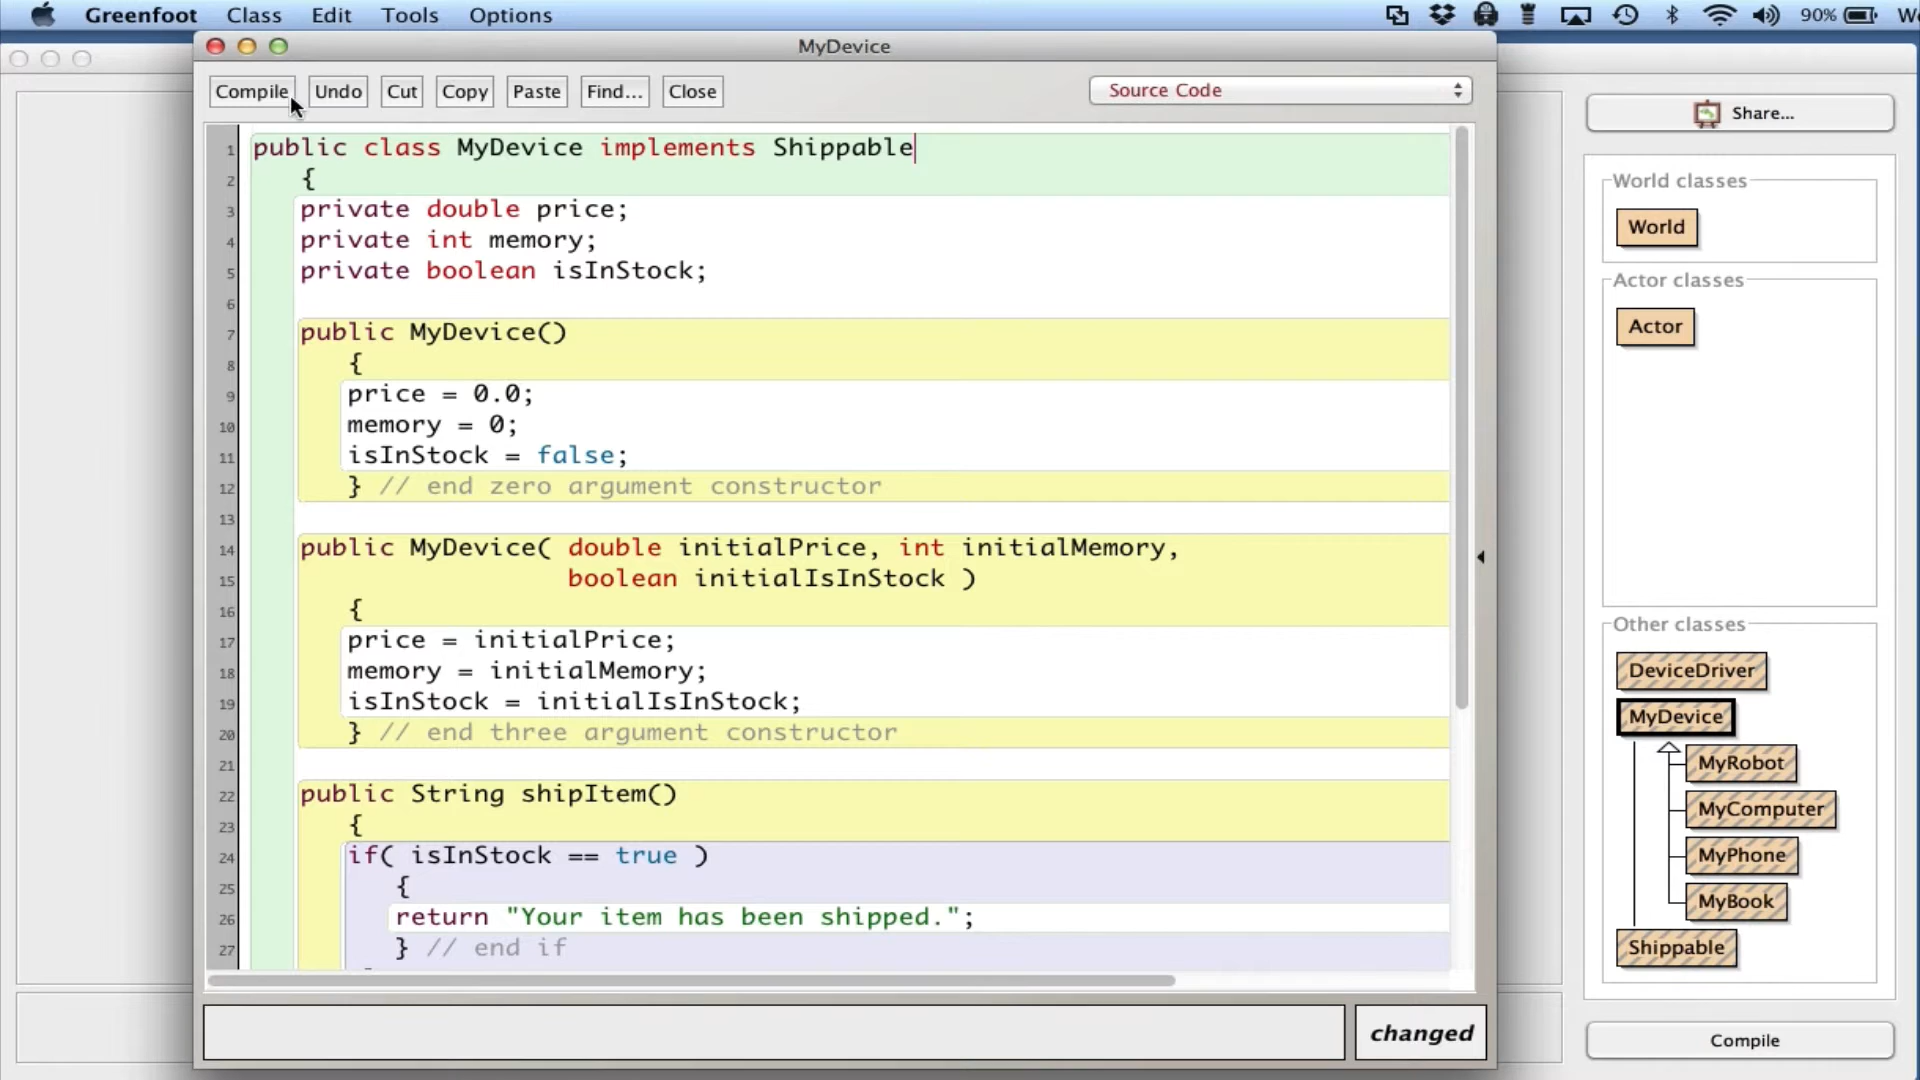 Greenfoot Class Edit Tools Options 90%
MyDevice
Compile Undo Cut Copy Paste Find... Close Source Code
1 public class MyDevice implements Shippable
2 {
3 private double price;
4 private int memory;
5 private boolean isInStock;
6
7 public MyDevice()
8 {
9 price = 0.0;
10 memory = 0;
11 isInStock = false;
12 } // end zero argument constructor
13
14 public MyDevice( double initialPrice, int initialMemory,
15 boolean initialIsInStock )
16 {
17 price = initialPrice;
18 memory = initialMemory;
19 isInStock = initialIsInStock;
20 } // end three argument constructor
21
22 public String shipItem()
23 {
24 if( isInStock == true )
25 {
26 return "Your item has been shipped.";
27 } // end if
changed
Share...
World classes
World
Actor classes
Actor
Other classes
DeviceDriver
MyDevice
MyRobot
MyComputer
MyPhone
MyBook
Shippable
Compile